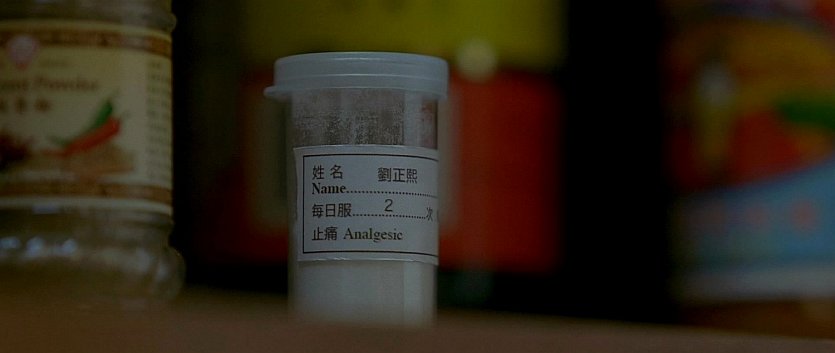 姓名 劉正熙
Name
每日服 2 次
止痛 Analgesic